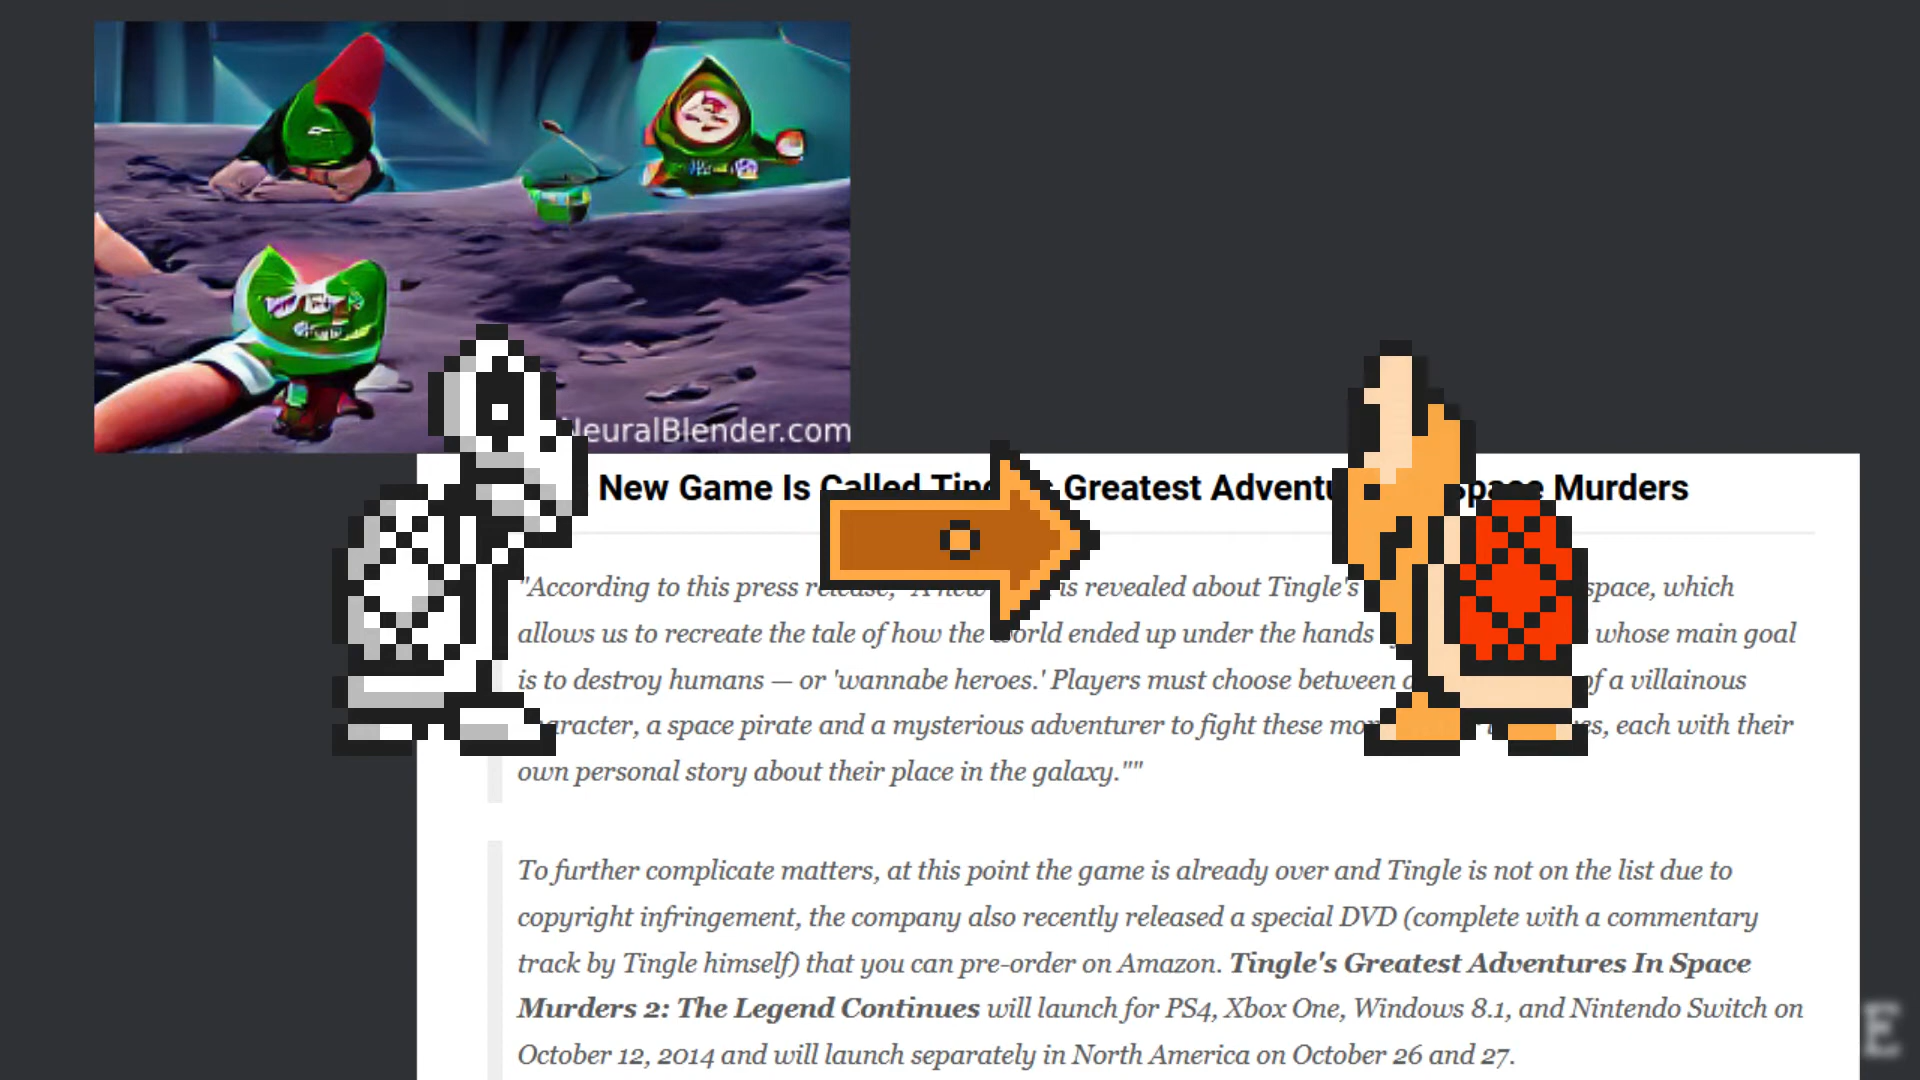 NeuralBlender.com
New Game Is Called Greatest Space Murders
"According to this press is revealed about Tingle's space, which
allows us to recreate the tale of how the world ended up under the hands whose main goal
is to destroy humans — or 'wannabe heroes.' Players must choose between of a villainous
character, a space pirate and a mysterious adventurer to fight these each with their
own personal story about their place in the galaxy.""
To further complicate matters, at this point the game is already over and Tingle is not on the list due to
copyright infringement, the company also recently released a special DVD (complete with a commentary
track by Tingle himself) that you can pre-order on Amazon. Tingle's Greatest Adventures In Space
Murders 2: The Legend Continues will launch for PS4, Xbox One, Windows 8.1, and Nintendo Switch on
October 12, 2014 and will launch separately in North America on October 26 and 27.
E